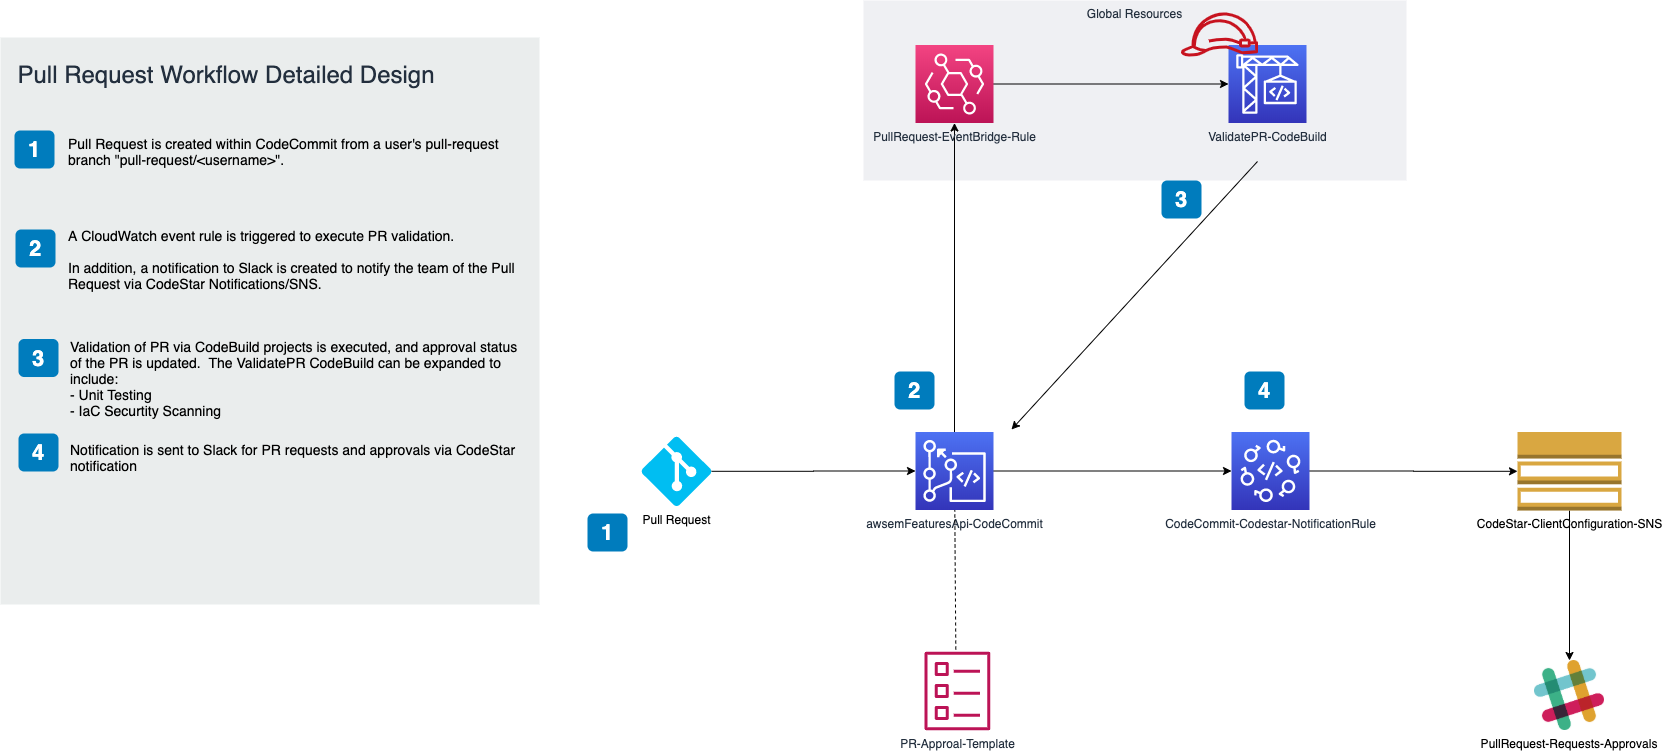 Pull Request Workflow Detailed Design
1
Pull Request is created within CodeCommit from a user's pull-request
branch "pull-request/<username>".
2
A CloudWatch event rule is triggered to execute PR validation.
In addition, a notification to Slack is created to notify the team of the Pull
Request via CodeStar Notifications/SNS.
3
Validation of PR via CodeBuild projects is executed, and approval status
of the PR is updated.  The ValidatePR CodeBuild can be expanded to
include:
- Unit Testing
- IaC Securtity Scanning
4
Notification is sent to Slack for PR requests and approvals via CodeStar
notification
Global Resources
PullRequest-EventBridge-Rule
ValidatePR-CodeBuild
3
2
4
Pull Request
1
awsemFeaturesApi-CodeCommit
CodeCommit-Codestar-NotificationRule
CodeStar-ClientConfiguration-SNS
PR-Approal-Template
PullRequest-Requests-Approvals